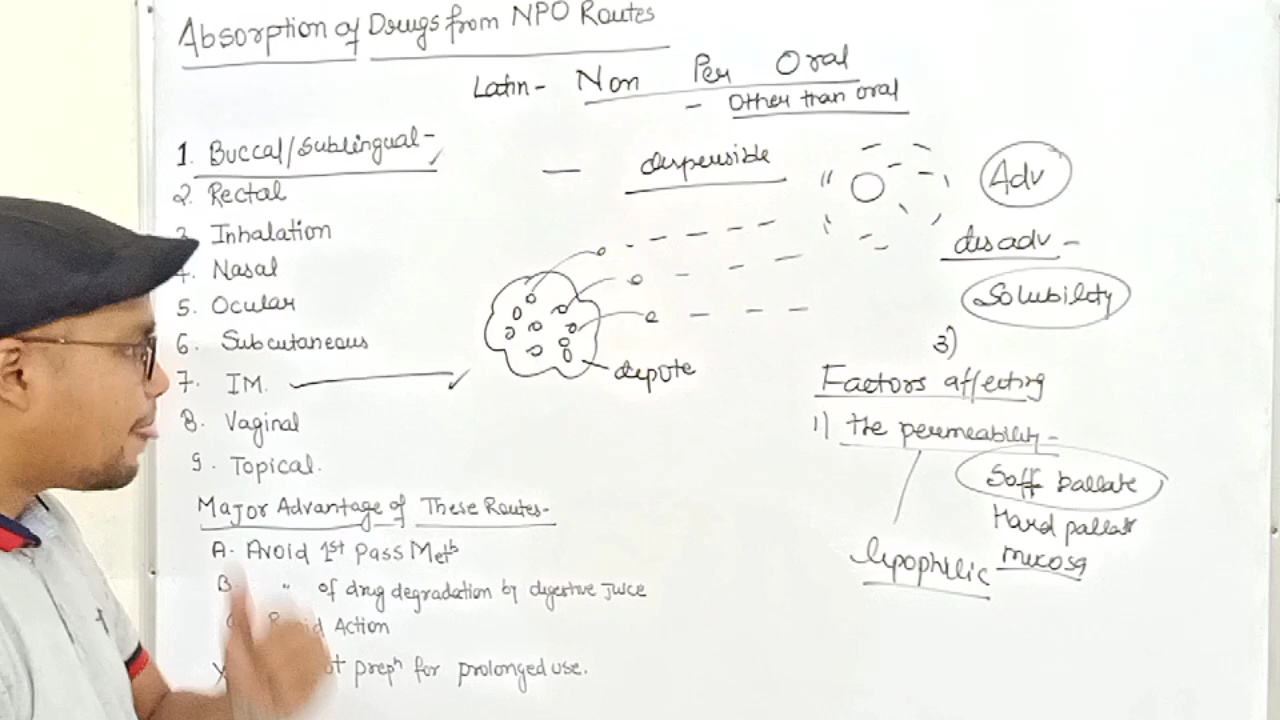 Absorption of Drugs from NPO Routes
Latin- Non Per Oral
- Other than oral
1. Buccal/Sublingual-
2. Rectal
3 Inhalation
4. Nasal
5. Ocular
6. Subcutaneous
7. IM.
8. Vaginal
9. Topical.
Major Advantage of These Routes-
A. Avoid 1st Pass Metb
B. " of drug degradation by digestive Juice
Action
prepn for prolonged use.
— dispensible
depote
Adv
disadv -
Solubility
3)
Factors affecting
1) the permeability-
Soft pallate
Hard pallate
mucosa
lipophilic